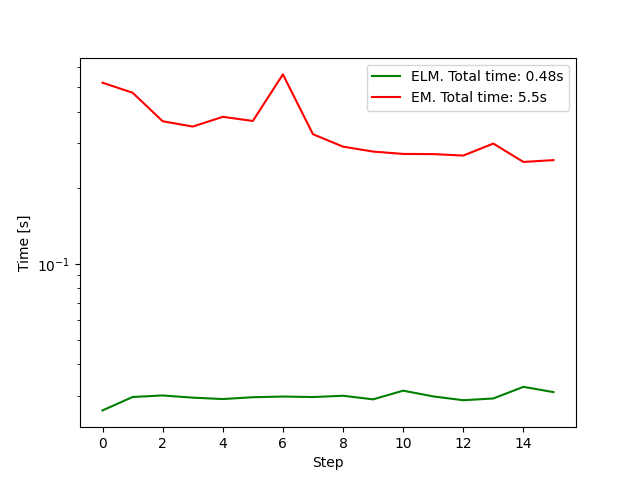 ELM. Total time: 0.48s
EM. Total time: 5.5s
Time [s]
10⁻¹
0 2 4 6 8 10 12 14
Step